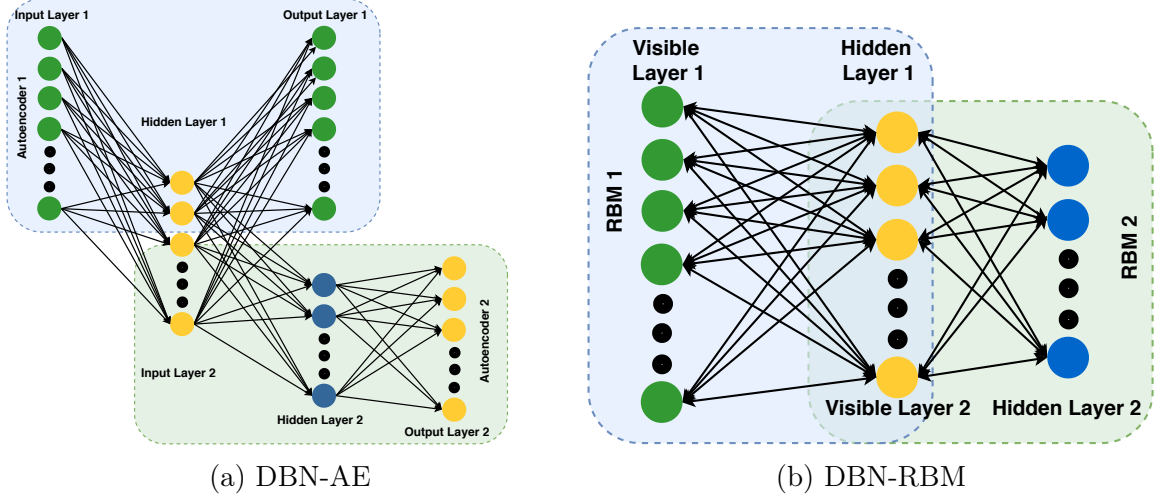 Input Layer 1
Output Layer 1
Autoencoder 1
Hidden Layer 1
Input Layer 2
Hidden Layer 2
Autoencoder 2
Output Layer 2
(a) DBN-AE
Visible
Layer 1
Hidden
Layer 1
RBM 1
RBM 2
Visible Layer 2
Hidden Layer 2
(b) DBN-RBM